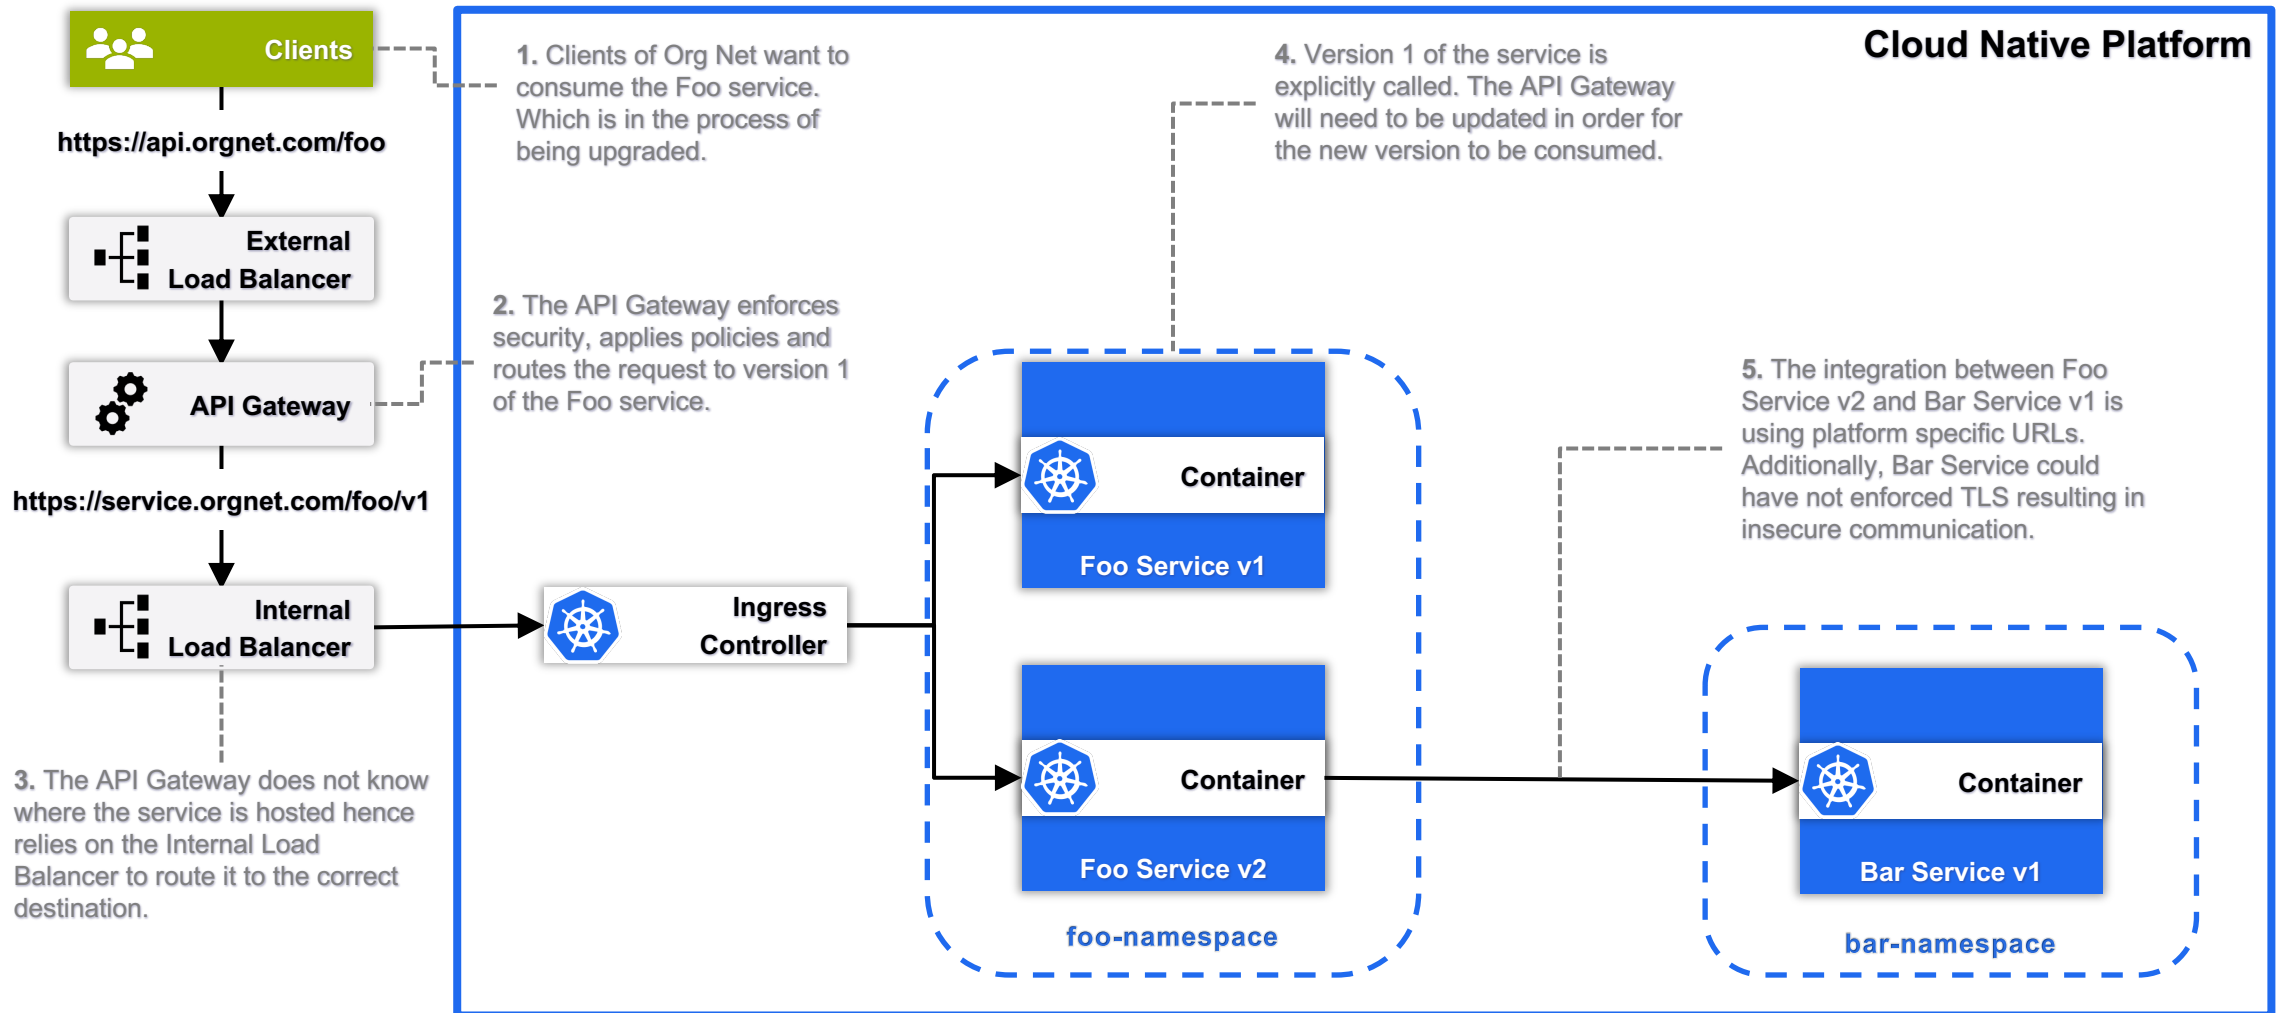 Clients
https://api.orgnet.com/foo
External
Load Balancer
API Gateway
https://service.orgnet.com/foo/v1
Internal
Load Balancer
3. The API Gateway does not know
where the service is hosted hence
relies on the Internal Load
Balancer to route it to the correct
destination.
Cloud Native Platform
1. Clients of Org Net want to
consume the Foo service.
Which is in the process of
being upgraded.
2. The API Gateway enforces
security, applies policies and
routes the request to version 1
of the Foo service.
4. Version 1 of the service is
explicitly called. The API Gateway
will need to be updated in order for
the new version to be consumed.
5. The integration between Foo
Service v2 and Bar Service v1 is
using platform specific URLs.
Additionally, Bar Service could
have not enforced TLS resulting in
insecure communication.
Ingress
Controller
Container
Foo Service v1
Container
Foo Service v2
foo-namespace
Container
Bar Service v1
bar-namespace